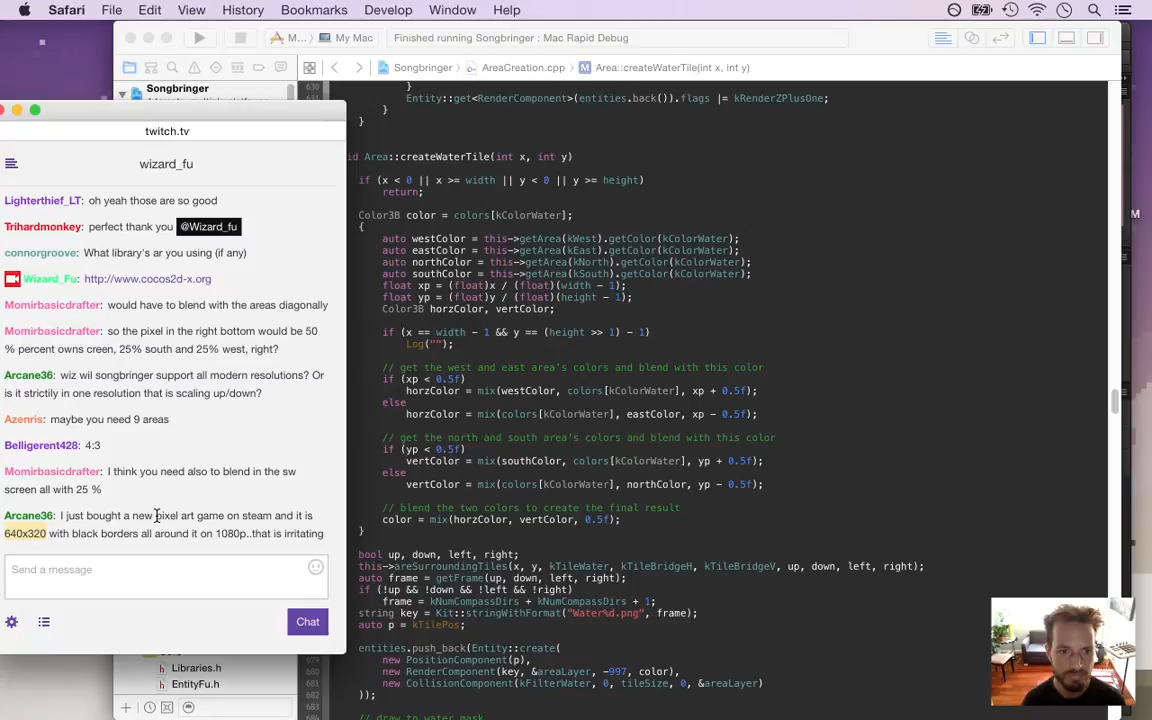 Safari File Edit View History Bookmarks Develop Window Help
M... My Mac
Finished running Songbringer : Mac Rapid Debug
Songbringer AreaCreation.cpp Area::createWaterTile(int x, int y)
Songbringer
twitch.tv
wizard_fu
Lighterthief_LT: oh yeah those are so good
Trihardmonkey: perfect thank you @Wizard_fu
connorgroove: What library's ar you using (if any)
Wizard_Fu: http://www.cocos2d-x.org
Momirbasicdrafter: would have to blend with the areas diagonally
Momirbasicdrafter: so the pixel in the right bottom would be 50
% percent owns creen, 25% south and 25% west, right?
Arcane36: wiz wil songbringer support all modern resolutions? Or
is it strictily in one resolution that is scaling up/down?
Azenris: maybe you need 9 areas
Belligerent428: 4:3
Momirbasicdrafter: I think you need also to blend in the sw
screen all with 25 %
Arcane36: I just bought a new pixel art game on steam and it is
640x320 with black borders all around it on 1080p..that is irritating
Send a message
Chat
Libraries.h
EntityFu.h
630 }
631 Entity::get<RenderComponent>(entities.back()).flags |= kRenderZPlusOne;
}
}
id Area::createWaterTile(int x, int y)
if (x < 0 || x >= width || y < 0 || y >= height)
return;
Color3B color = colors[kColorWater];
{
auto westColor = this->getArea(kWest).getColor(kColorWater);
auto eastColor = this->getArea(kEast).getColor(kColorWater);
auto northColor = this->getArea(kNorth).getColor(kColorWater);
auto southColor = this->getArea(kSouth).getColor(kColorWater);
float xp = (float)x / (float)(width - 1);
float yp = (float)y / (float)(height - 1);
Color3B horzColor, vertColor;
if (x == width - 1 && y == (height >> 1) - 1)
Log("");
// get the west and east area's colors and blend with this color
if (xp < 0.5f)
horzColor = mix(westColor, colors[kColorWater], xp + 0.5f);
else
horzColor = mix(colors[kColorWater], eastColor, xp - 0.5f);
// get the north and south area's colors and blend with this color
if (yp < 0.5f)
vertColor = mix(southColor, colors[kColorWater], yp + 0.5f);
else
vertColor = mix(colors[kColorWater], northColor, yp - 0.5f);
// blend the two colors to create the final result
color = mix(horzColor, vertColor, 0.5f);
}
bool up, down, left, right;
this->areSurroundingTiles(x, y, kTileWater, kTileBridgeH, kTileBridgeV, up, down, left, right);
auto frame = getFrame(up, down, left, right);
if (!up && !down && !left && !right)
frame = kNumCompassDirs + kNumCompassDirs + 1;
string key = Kit::stringWithFormat("Water%d.png", frame);
auto p = kTilePos;
entities.push_back(Entity::create(
679 new PositionComponent(p),
680 new RenderComponent(key, &areaLayer, -997, color),
681 new CollisionComponent(kFilterWater, 0, tileSize, 0, &areaLayer)
682 ));
683
// draw to water mask